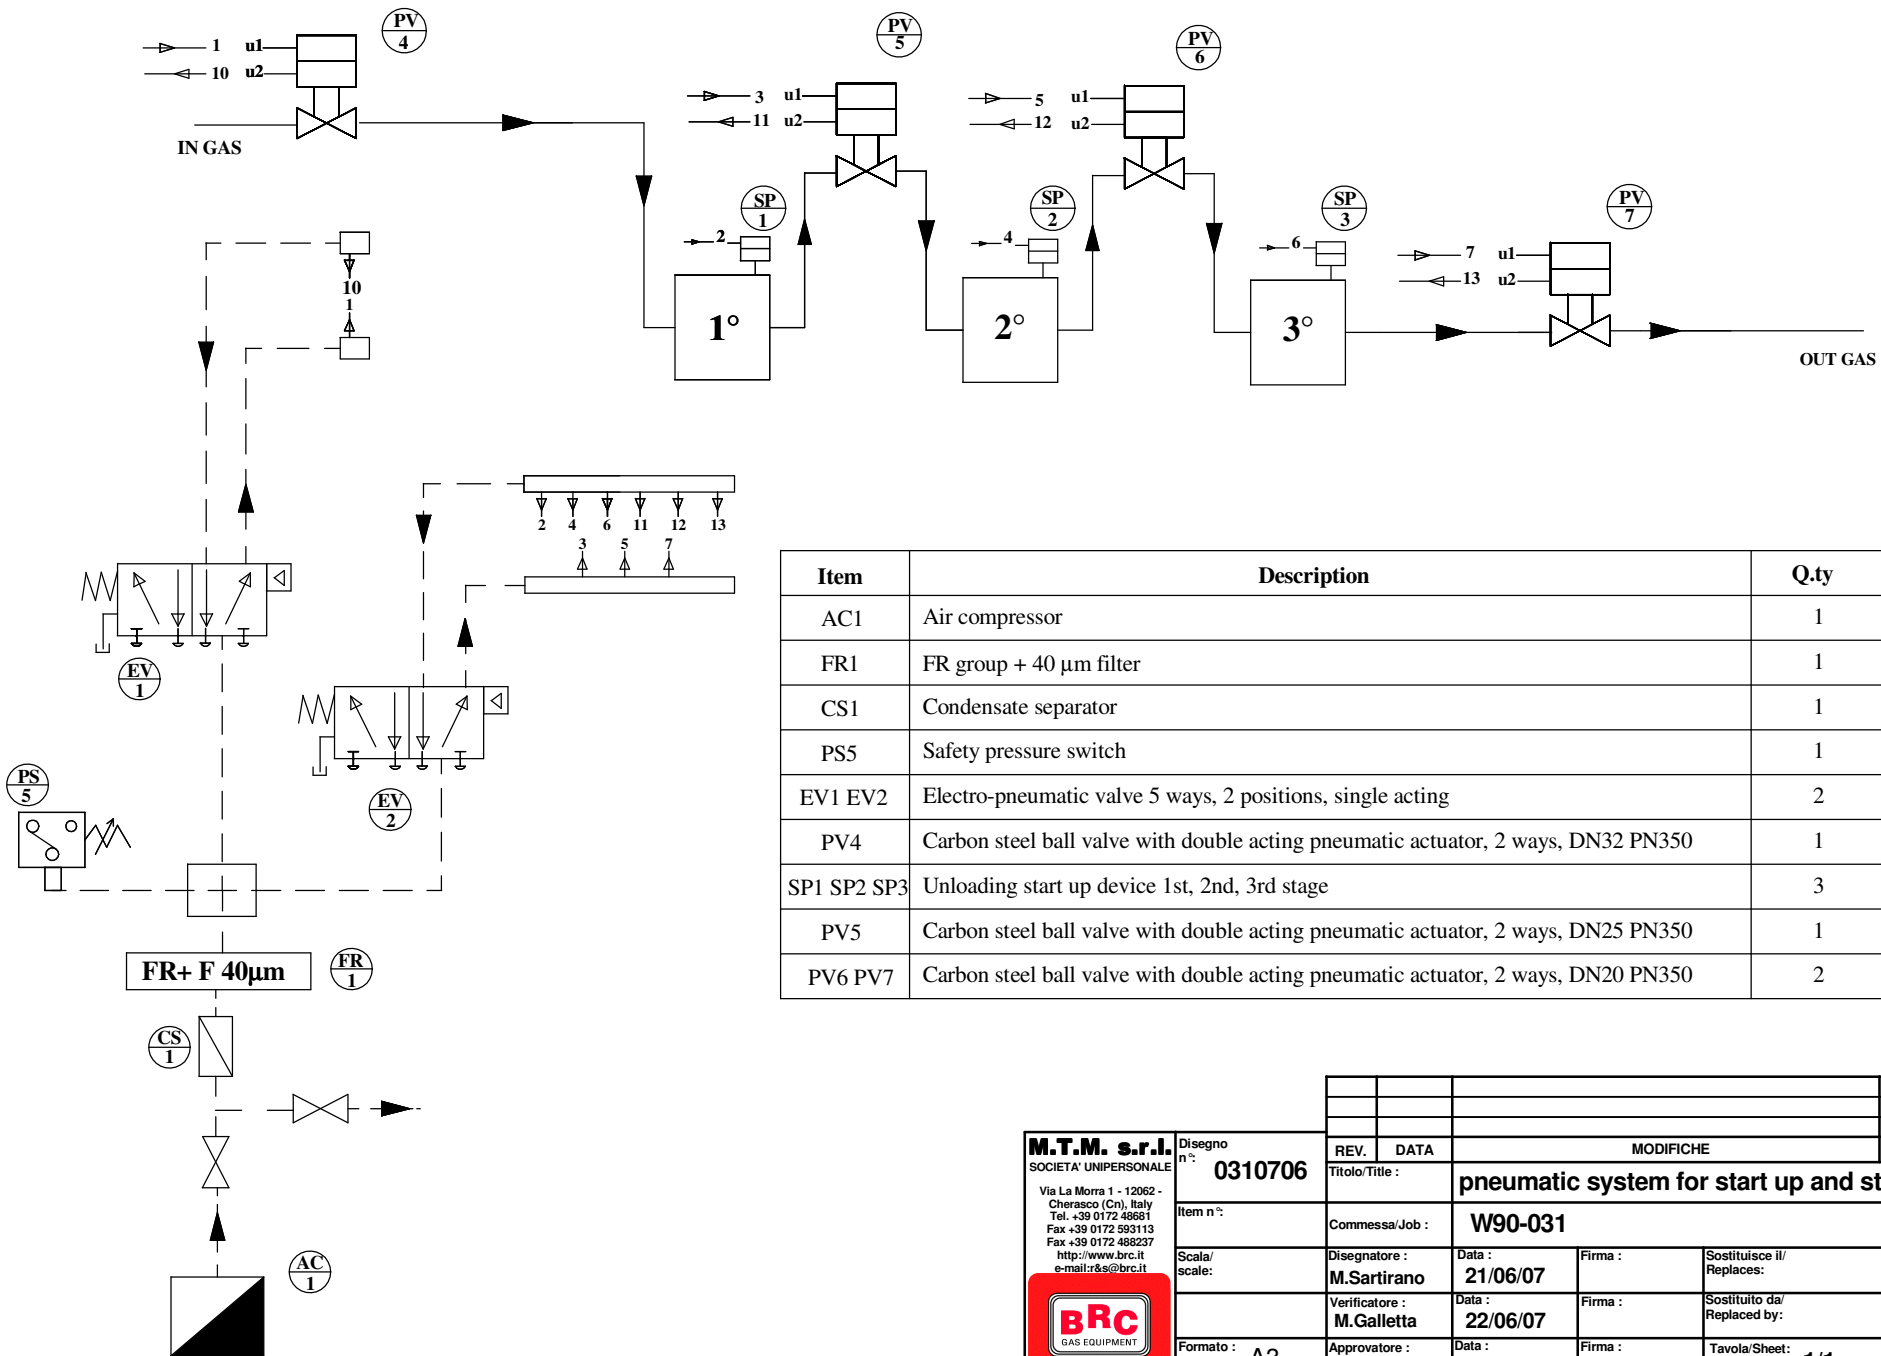 PV
4
PV
5
PV
6
1 u1
10 u2
3 u1
11 u2
5 u1
12 u2
IN GAS
SP
1
SP
2
SP
3
PV
7
2
4
6
7 u1
13 u2
10
1
1°
2°
3°
OUT GAS
2 4 6 11 12 13
3 5 7
EV
1
EV
2
PS
5
FR+ F 40µm
FR
1
CS
1
AC
1
Item Description Q.ty
AC1 Air compressor 1
FR1 FR group + 40 µm filter 1
CS1 Condensate separator 1
PS5 Safety pressure switch 1
EV1 EV2 Electro-pneumatic valve 5 ways, 2 positions, single acting 2
PV4 Carbon steel ball valve with double acting pneumatic actuator, 2 ways, DN32 PN350 1
SP1 SP2 SP3 Unloading start up device 1st, 2nd, 3rd stage 3
PV5 Carbon steel ball valve with double acting pneumatic actuator, 2 ways, DN25 PN350 1
PV6 PV7 Carbon steel ball valve with double acting pneumatic actuator, 2 ways, DN20 PN350 2
M.T.M. s.r.l.
SOCIETA' UNIPERSONALE
Via La Morra 1 - 12062 -
Cherasco (Cn), Italy
Tel. +39 0172 48681
Fax +39 0172 593113
Fax +39 0172 488237
http://www.brc.it
e-mail:r&s@brc.it
BRC
GAS EQUIPMENT
Disegno
n°: 0310706
Item n°:
Scala/
scale:
Formato :
REV. DATA MODIFICHE
Titolo/Title : pneumatic system for start up and st
Commessa/Job : W90-031
Disegnatore : Data : Firma : Sostituisce il/
Replaces:
M.Sartirano 21/06/07
Verificatore : Data : Firma : Sostituito da/
Replaced by:
M.Galletta 22/06/07
Approvatore : Data : Firma : Tavola/Sheet: